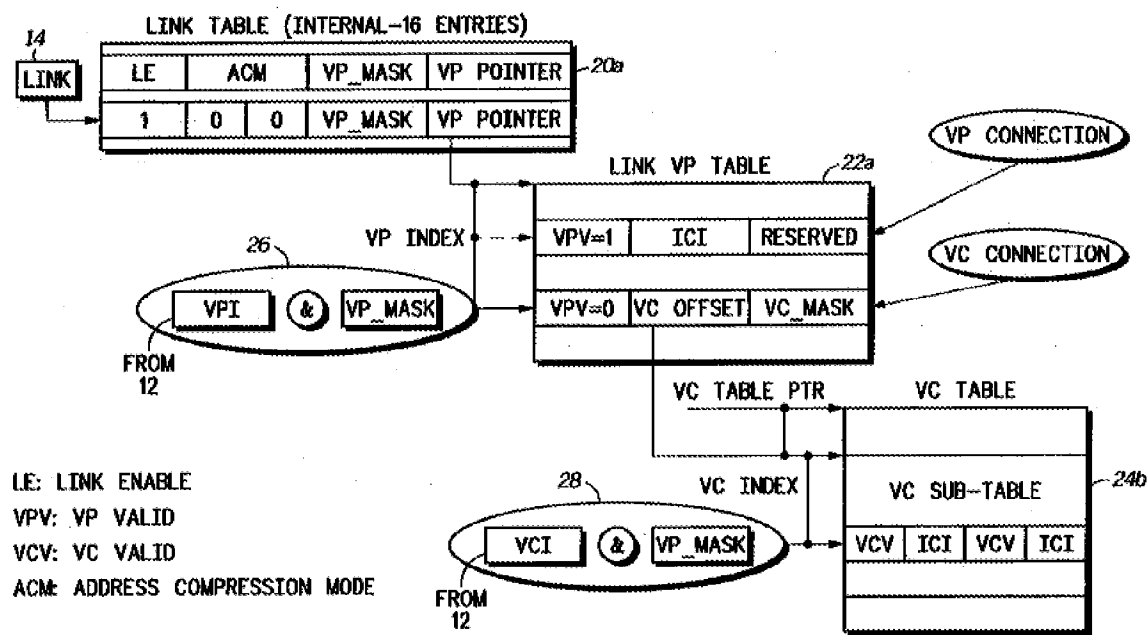 LINK TABLE (INTERNAL-16 ENTRIES)
14
LINK
LE ACM VP_MASK VP POINTER
20a
1 0 0 VP_MASK VP POINTER
VP CONNECTION
LINK VP TABLE
22a
VP INDEX
VPV=1 ICI RESERVED
VC CONNECTION
26
VPI & VP_MASK
VPV=0 VC OFFSET VC_MASK
FROM
12
VC TABLE PTR
VC TABLE
LE: LINK ENABLE
VPV: VP VALID
VCV: VC VALID
ACM: ADDRESS COMPRESSION MODE
28
VC INDEX
VC SUB-TABLE
24b
VCI & VP_MASK
VCV ICI VCV ICI
FROM
12